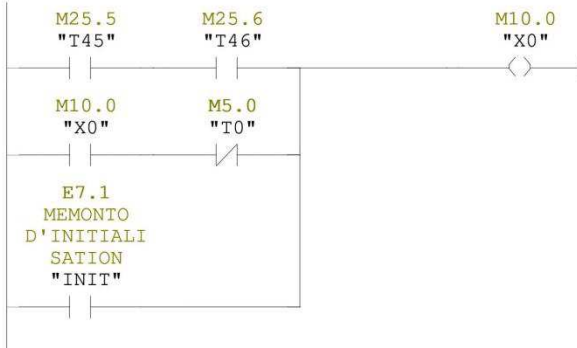 M25.5 M25.6 M10.0
"T45" "T46" "X0"
M10.0 M5.0
"X0" "T0"
E7.1
MEMONTO
D'INITIALI
SATION
"INIT"